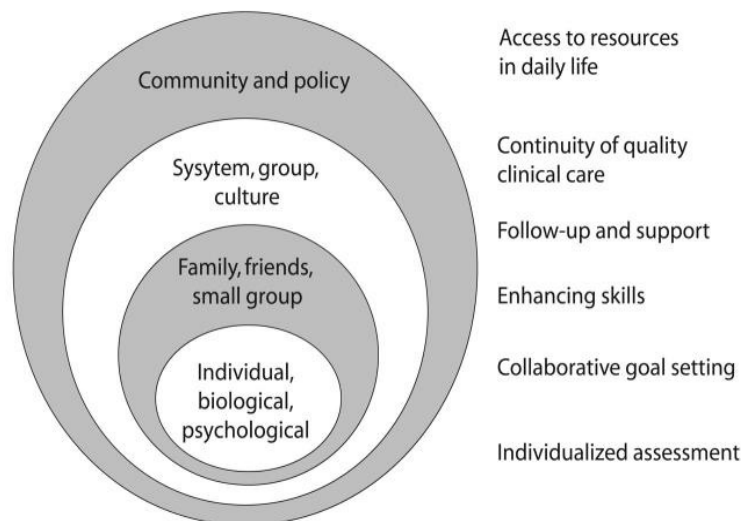 Community and policy
Sysytem, group,
culture
Family, friends,
small group
Individual,
biological,
psychological
Access to resources
in daily life
Continuity of quality
clinical care
Follow-up and support
Enhancing skills
Collaborative goal setting
Individualized assessment